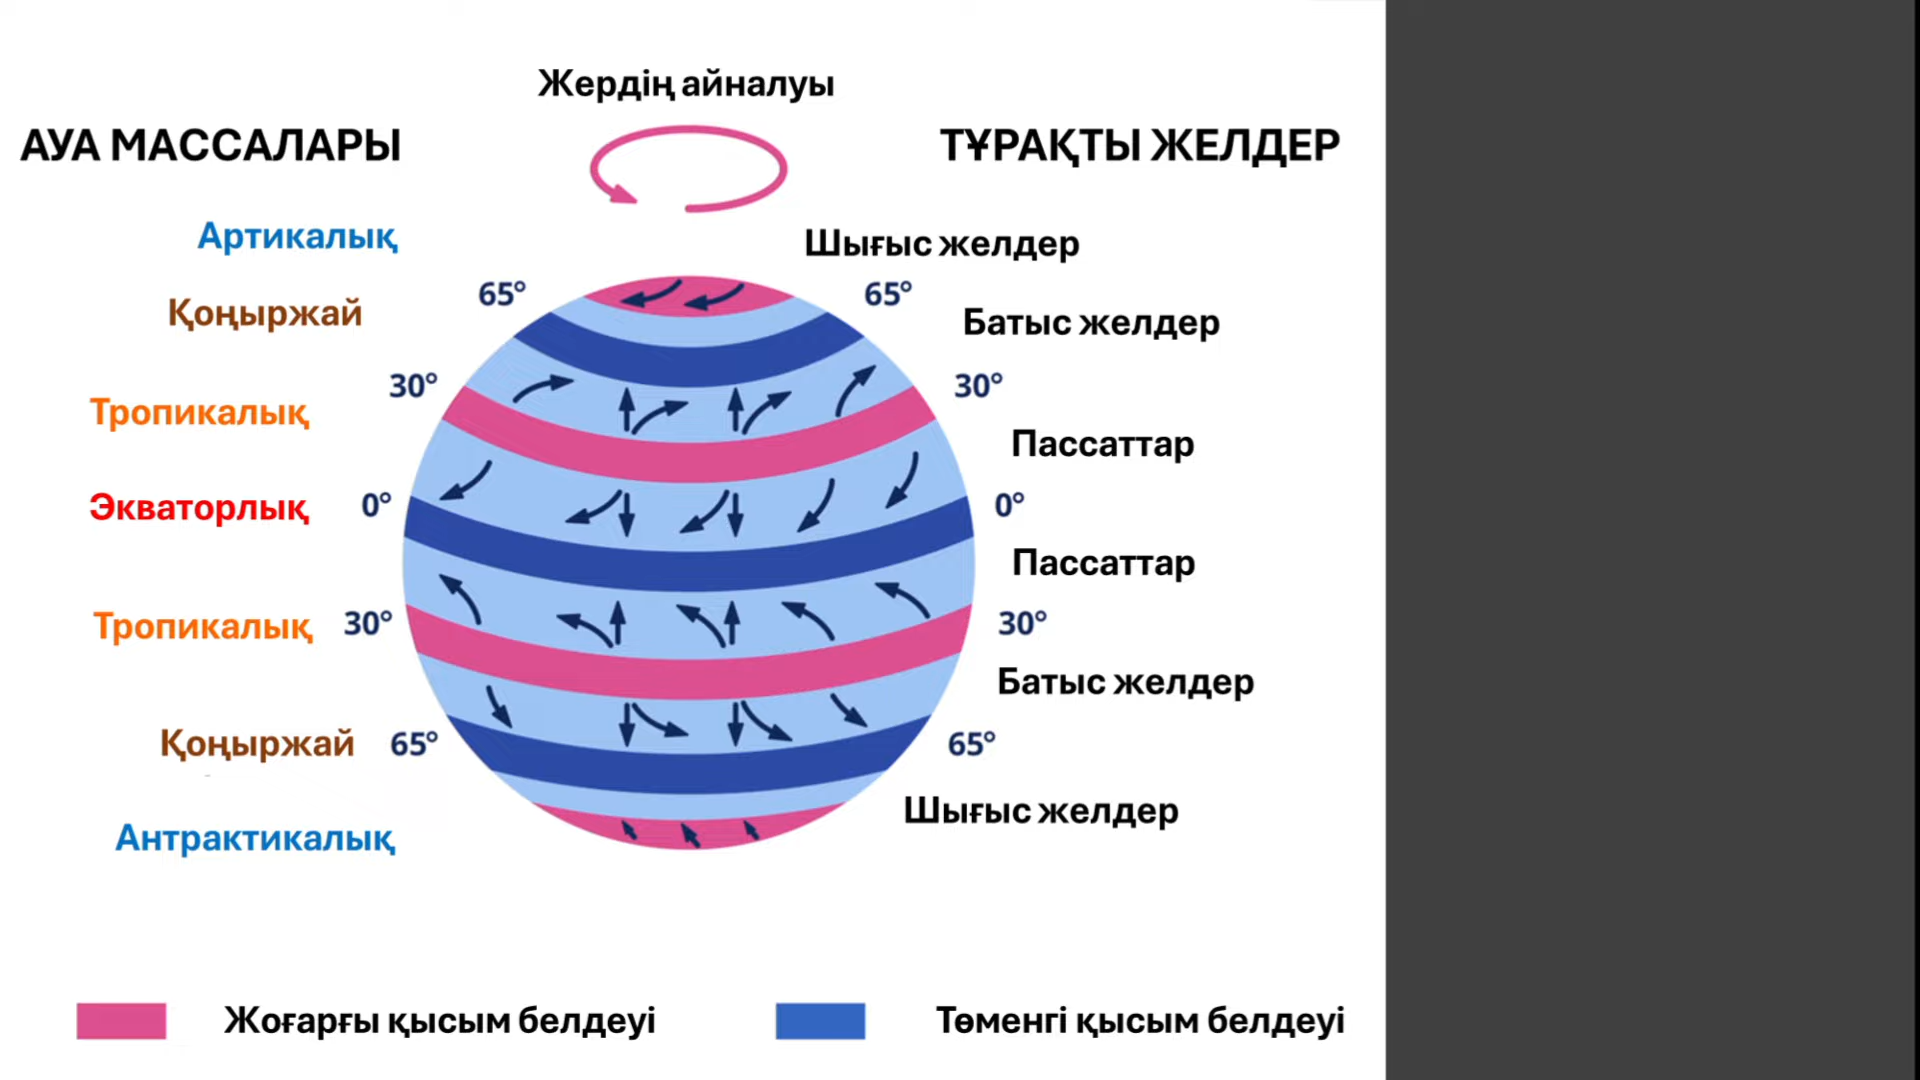 Жердің айналуы
АУА МАССАЛАРЫ
ТҰРАҚТЫ ЖЕЛДЕР
Артикалық
Шығыс желдер
65°
65°
Қоңыржай
Батыс желдер
30°
30°
Тропикалық
Пассаттар
Экваторлық
0°
0°
Пассаттар
Тропикалық
30°
30°
Батыс желдер
Қоңыржай
65°
65°
Шығыс желдер
Антрактикалық
Жоғарғы қысым белдеуі
Төменгі қысым белдеуі